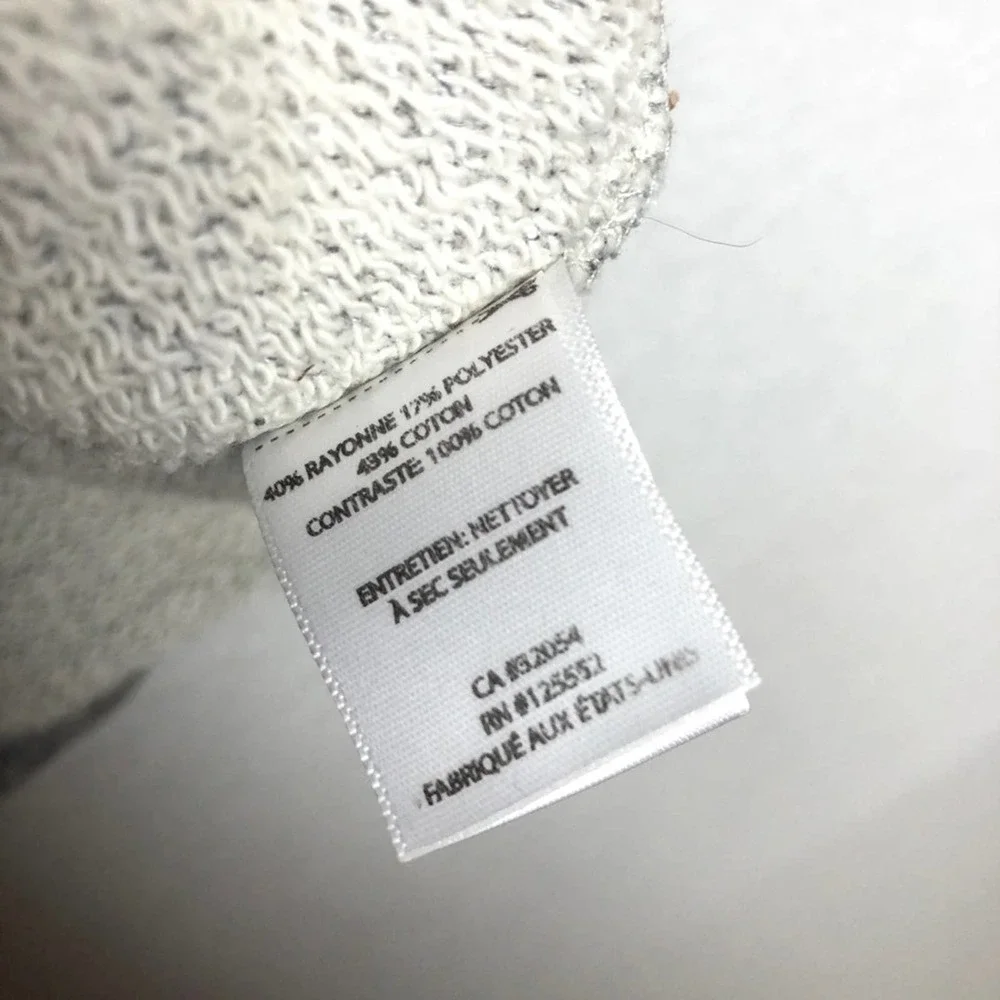 40% RAYONNE 17% POLYESTER
43% COTON
CONTRASTE: 100% COTON
ENTRETIEN: NETTOYER
À SEC SEULEMENT
CA #32054
RN #125552
FABRIQUÉ AUX ÉTATS-UNIS